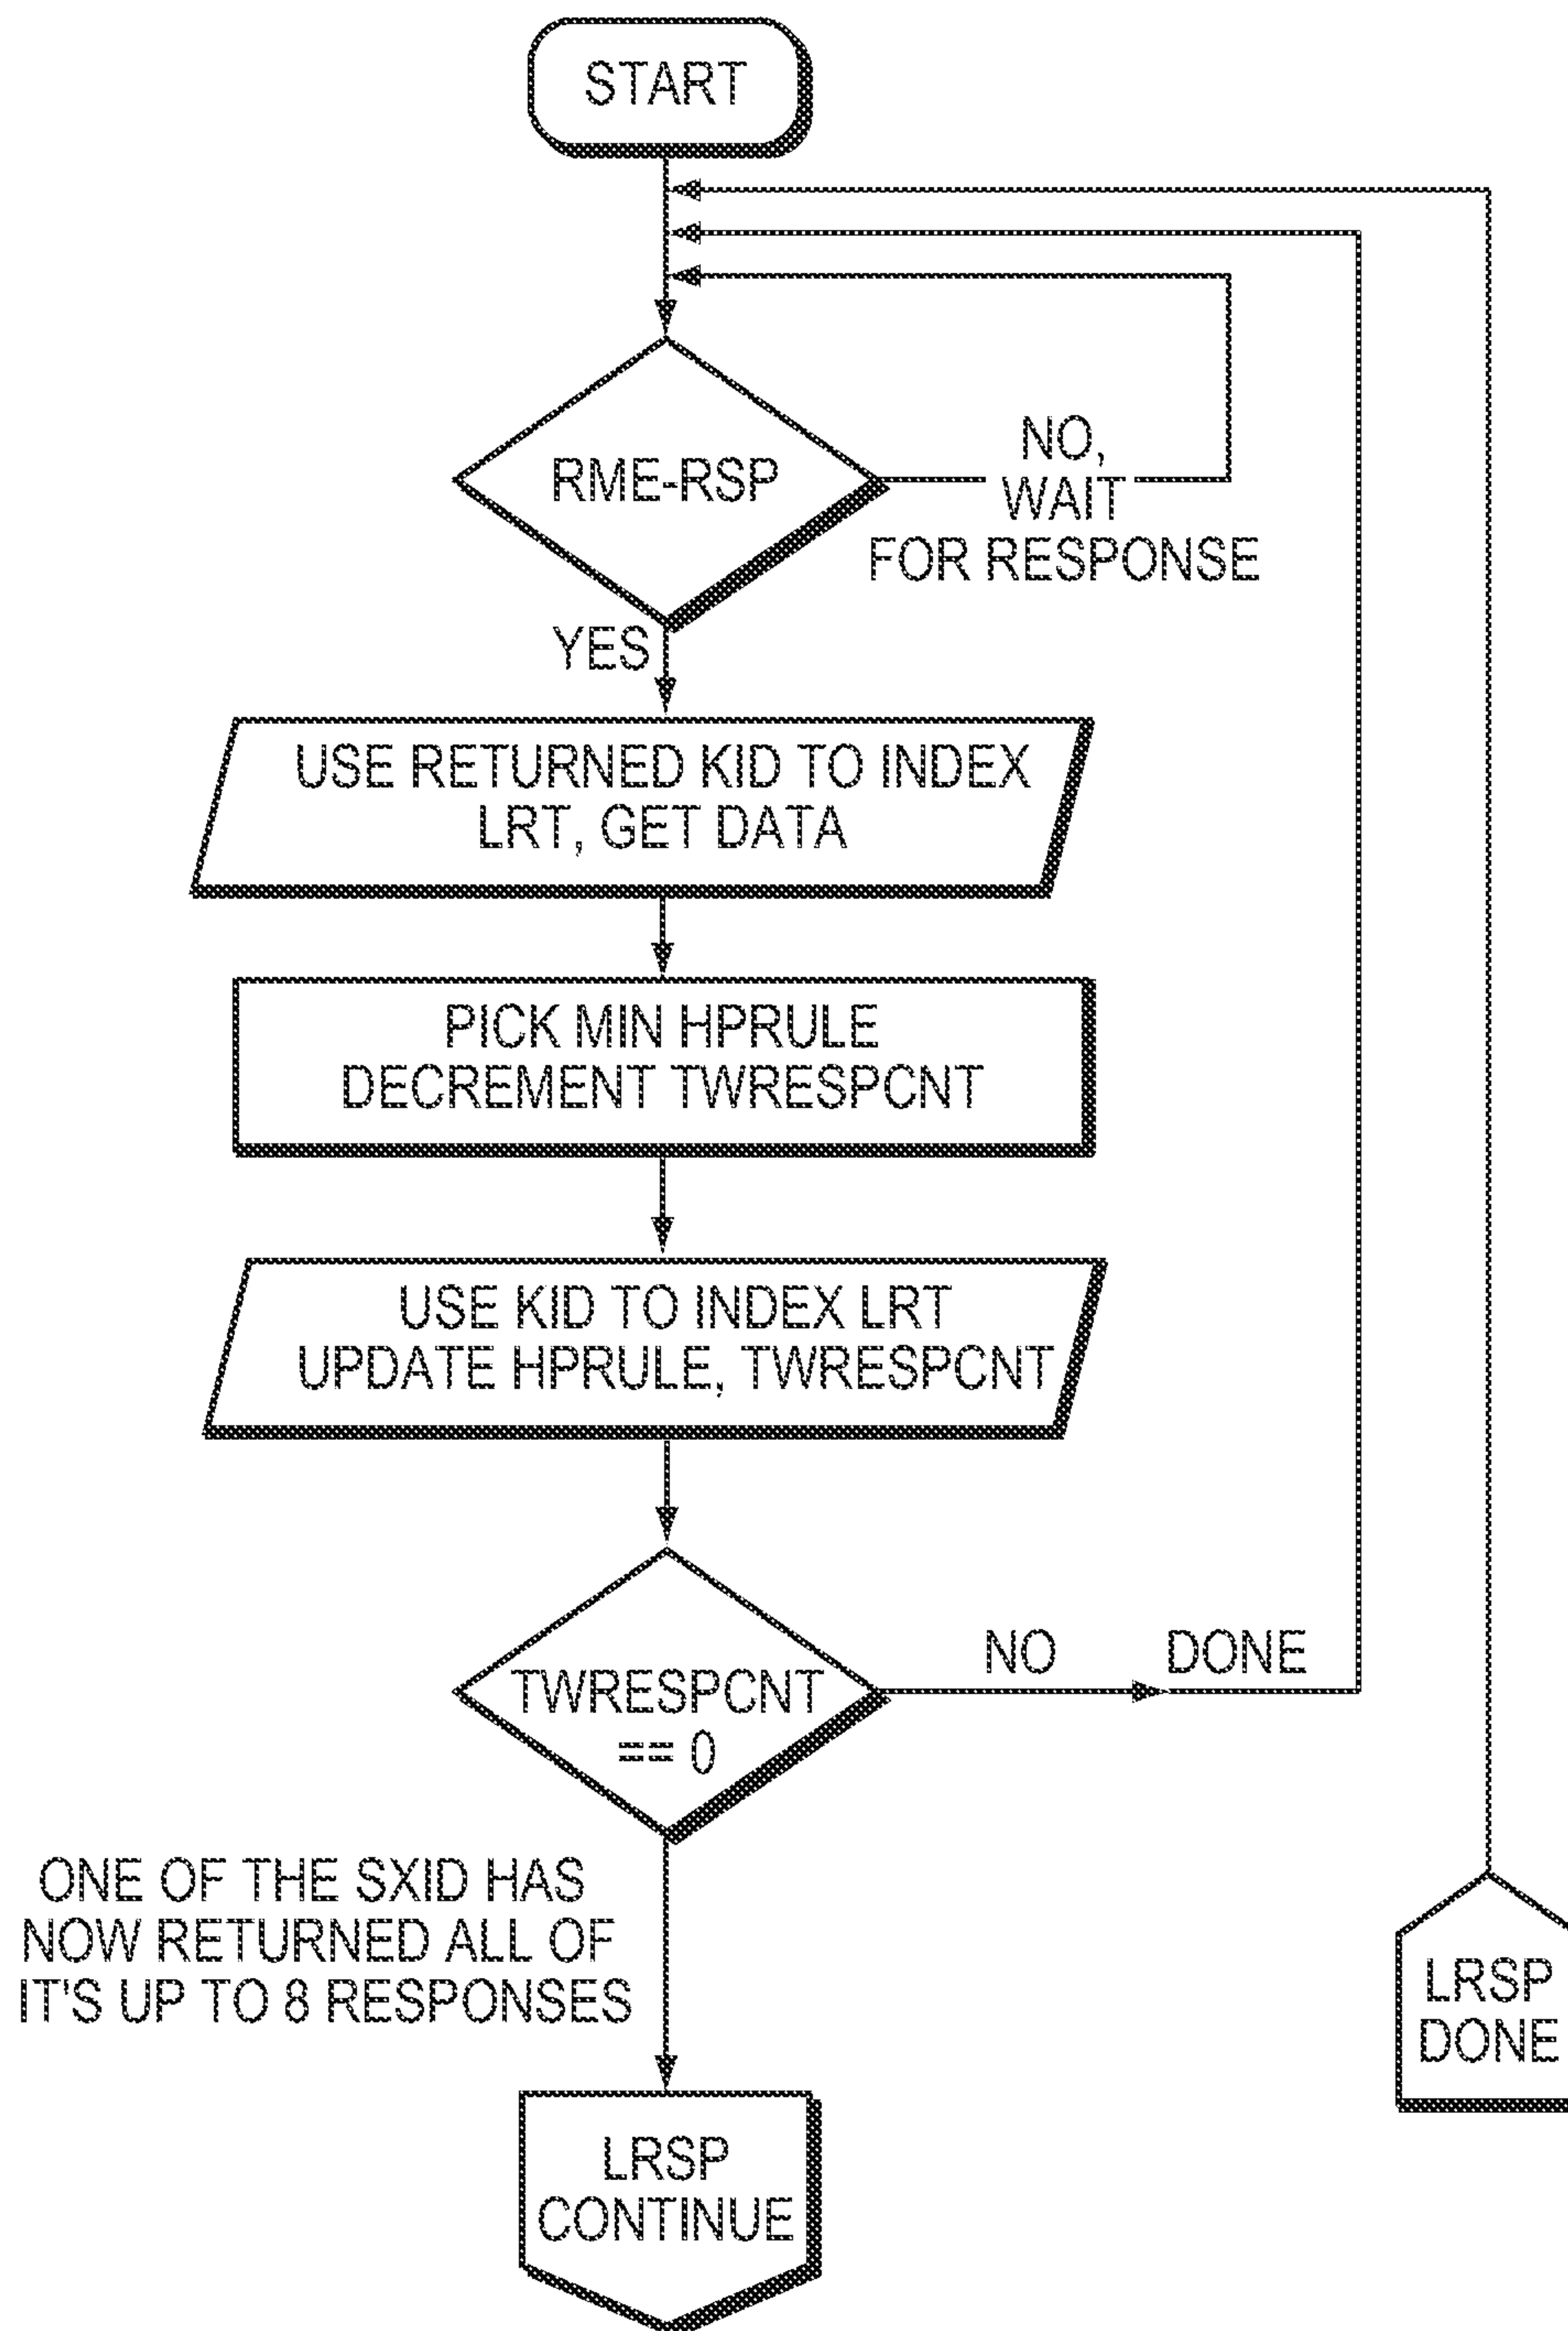 START
RME-RSP
NO,
WAIT
FOR RESPONSE
YES
USE RETURNED KID TO INDEX
LRT, GET DATA
PICK MIN HPRULE
DECREMENT TWRESPCNT
USE KID TO INDEX LRT
UPDATE HPRULE, TWRESPCNT
TWRESPCNT
== 0
NO
DONE
ONE OF THE SXID HAS
NOW RETURNED ALL OF
IT'S UP TO 8 RESPONSES
LRSP
DONE
LRSP
CONTINUE